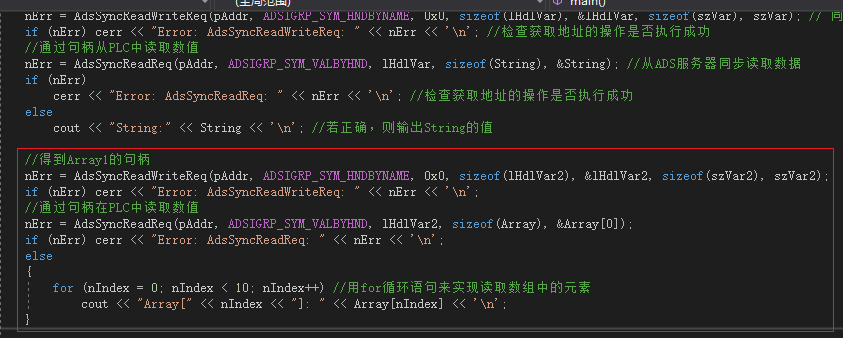 (全局范围) main()
nErr = AdsSyncReadWriteReq(pAddr, ADSIGRP_SYM_HNDBYNAME, 0x0, sizeof(lHdlVar), &lHdlVar, sizeof(szVar), szVar); // 同
if (nErr) cerr << "Error: AdsSyncReadWriteReq: " << nErr << '\n'; //检查获取地址的操作是否执行成功
//通过句柄从PLC中读取数值
nErr = AdsSyncReadReq(pAddr, ADSIGRP_SYM_VALBYHND, lHdlVar, sizeof(String), &String); //从ADS服务器同步读取数据
if (nErr)
cerr << "Error: AdsSyncReadReq: " << nErr << '\n'; //检查获取地址的操作是否执行成功
else
cout << "String:" << String << '\n'; //若正确，则输出String的值
//得到Array1的句柄
nErr = AdsSyncReadWriteReq(pAddr, ADSIGRP_SYM_HNDBYNAME, 0x0, sizeof(lHdlVar2), &lHdlVar2, sizeof(szVar2), szVar2);
if (nErr) cerr << "Error: AdsSyncReadWriteReq: " << nErr << '\n';
//通过句柄在PLC中读取数值
nErr = AdsSyncReadReq(pAddr, ADSIGRP_SYM_VALBYHND, lHdlVar2, sizeof(Array), &Array[0]);
if (nErr) cerr << "Error: AdsSyncReadReq: " << nErr << '\n';
else
{
for (nIndex = 0; nIndex < 10; nIndex++) //用for循环语句来实现读取数组中的元素
cout << "Array[" << nIndex << "]: " << Array[nIndex] << '\n';
}